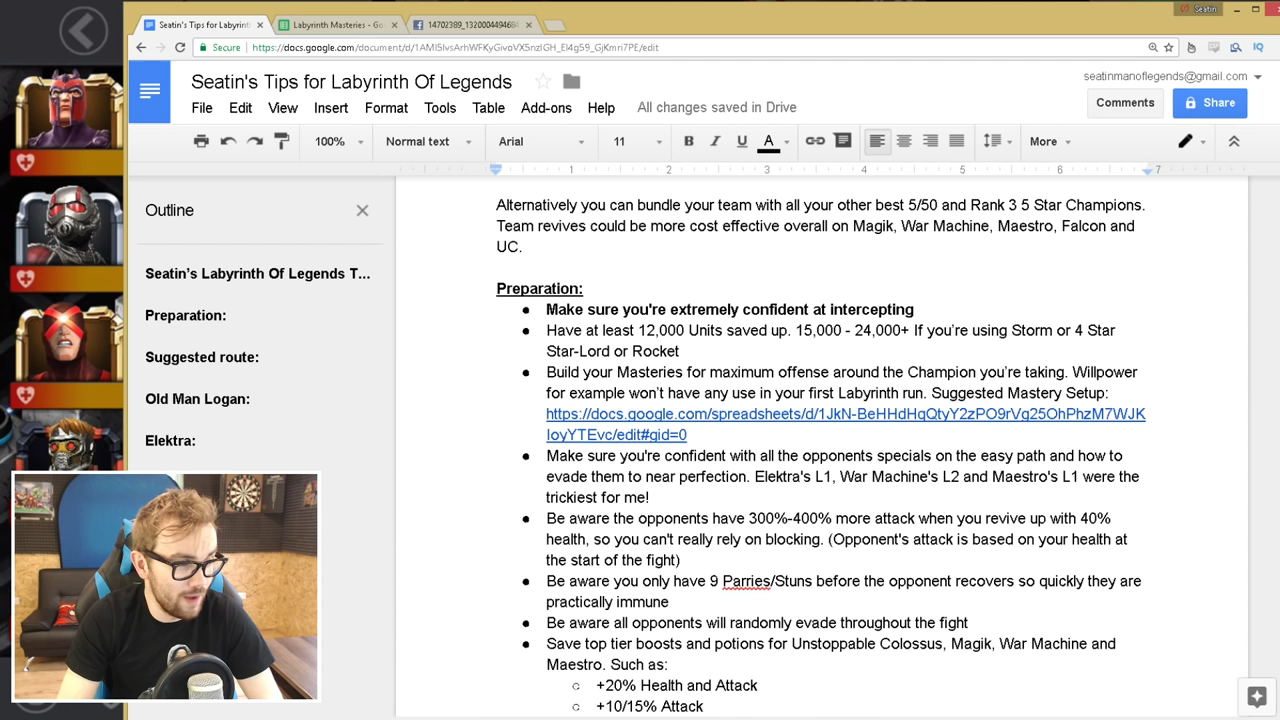 Seatin
Seatin's Tips for Labyrint
Labyrinth Masteries - Go
14702389_1320004494684
Secure
https://docs.google.com/document/d/1AMI5IvsArhWFKyGivoVX5nzIGH_El4g59_GjKmri7PE/edit
Seatin's Tips for Labyrinth Of Legends
seatinmanoflegends@gmail.com
File Edit View Insert Format Tools Table Add-ons Help All changes saved in Drive
Comments
Share
100% Normal text Arial 11 B I U A More
1 2 3 4 5 6 7
Outline
Seatin's Labyrinth Of Legends T...
Preparation:
Suggested route:
Old Man Logan:
Elektra:
Alternatively you can bundle your team with all your other best 5/50 and Rank 3 5 Star Champions.
Team revives could be more cost effective overall on Magik, War Machine, Maestro, Falcon and
UC.
Preparation:
● Make sure you're extremely confident at intercepting
● Have at least 12,000 Units saved up. 15,000 - 24,000+ If you're using Storm or 4 Star
Star-Lord or Rocket
● Build your Masteries for maximum offense around the Champion you're taking. Willpower
for example won't have any use in your first Labyrinth run. Suggested Mastery Setup:
https://docs.google.com/spreadsheets/d/1JkN-BeHHdHqQtyY2zPO9rVg25OhPhzM7WJK
IoyYTEvc/edit#gid=0
● Make sure you're confident with all the opponents specials on the easy path and how to
evade them to near perfection. Elektra's L1, War Machine's L2 and Maestro's L1 were the
trickiest for me!
● Be aware the opponents have 300%-400% more attack when you revive up with 40%
health, so you can't really rely on blocking. (Opponent's attack is based on your health at
the start of the fight)
● Be aware you only have 9 Parries/Stuns before the opponent recovers so quickly they are
practically immune
● Be aware all opponents will randomly evade throughout the fight
● Save top tier boosts and potions for Unstoppable Colossus, Magik, War Machine and
Maestro. Such as:
○ +20% Health and Attack
○ +10/15% Attack